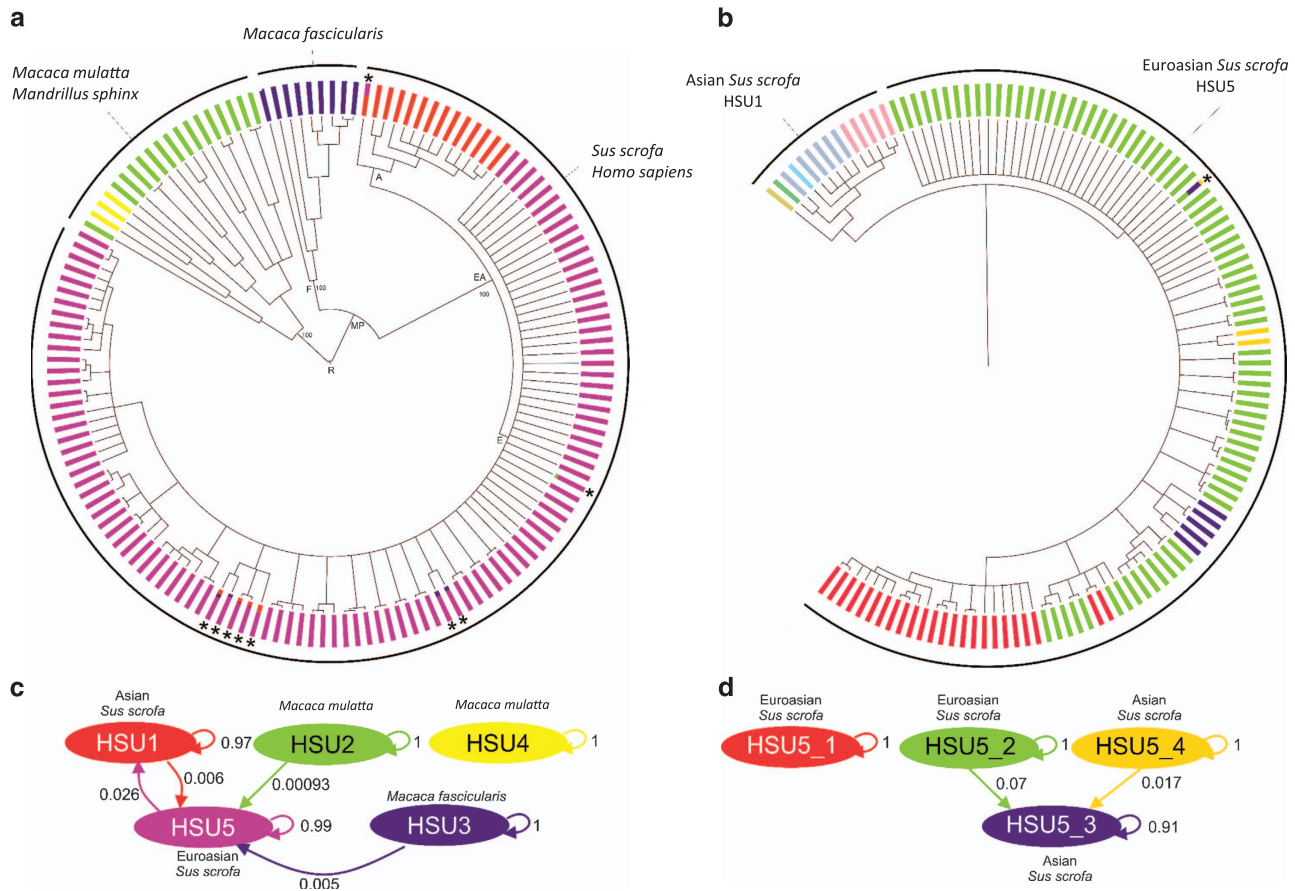 a
Macaca fascicularis
Macaca mulatta
Mandrillus sphinx
*
Sus scrofa
Homo sapiens
A
EA
100
F
100
MP
100
R
E
*
*****
**
b
Asian Sus scrofa
HSU1
Euroasian Sus scrofa
HSU5
*
c
Asian
Sus scrofa
HSU1
0.97
Macaca mulatta
HSU2
1
Macaca mulatta
HSU4
1
0.026
0.006
0.00093
HSU5
0.99
Euroasian
Sus scrofa
Macaca fascicularis
HSU3
1
0.005
d
Euroasian
Sus scrofa
HSU5_1
1
Euroasian
Sus scrofa
HSU5_2
1
Asian
Sus scrofa
HSU5_4
1
0.07
0.017
HSU5_3
0.91
Asian
Sus scrofa